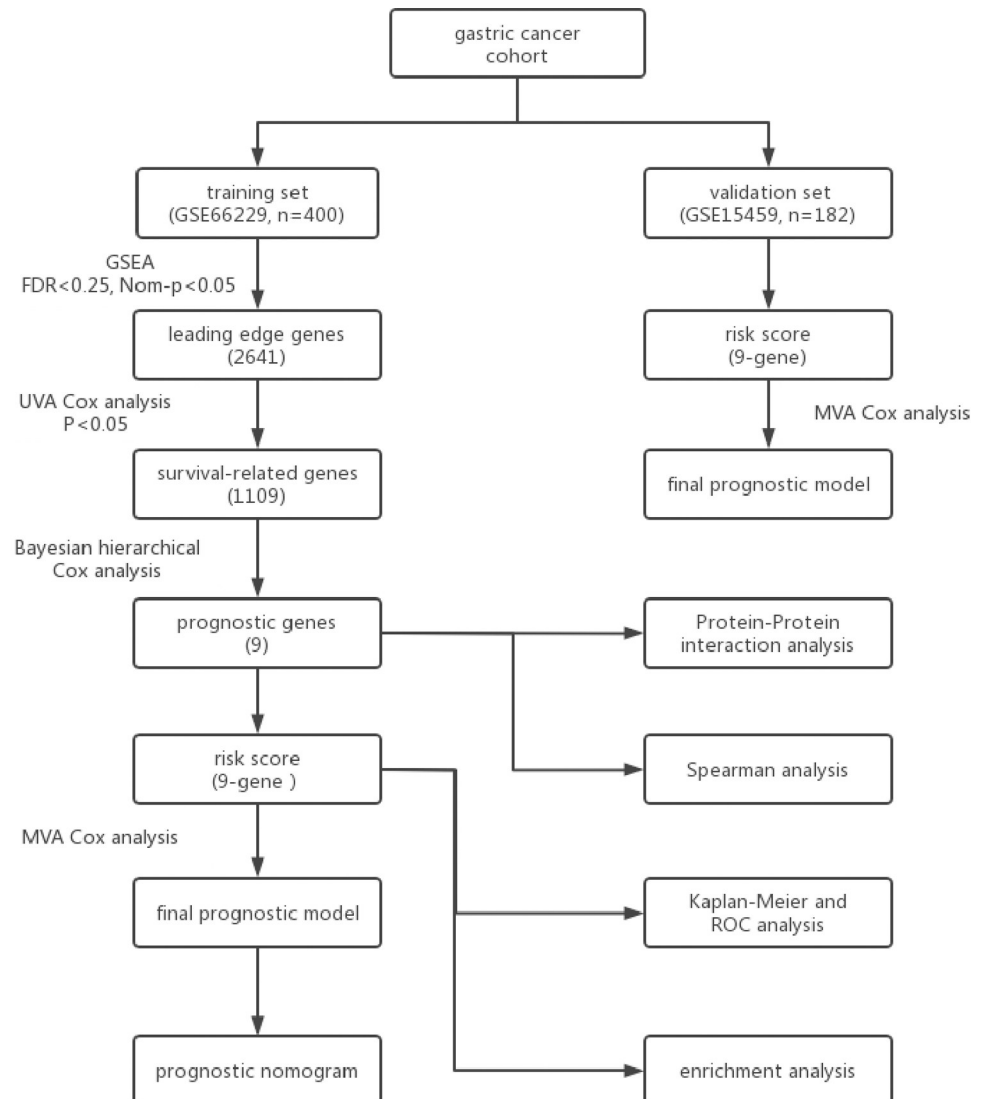 gastric cancer
cohort
training set
(GSE66229, n=400)
validation set
(GSE15459, n=182)
GSEA
FDR<0.25, Nom-p<0.05
leading edge genes
(2641)
risk score
(9-gene)
UVA Cox analysis
P<0.05
MVA Cox analysis
survival-related genes
(1109)
final prognostic model
Bayesian hierarchical
Cox analysis
prognostic genes
(9)
Protein-Protein
interaction analysis
risk score
(9-gene )
Spearman analysis
MVA Cox analysis
final prognostic model
Kaplan-Meier and
ROC analysis
prognostic nomogram
enrichment analysis